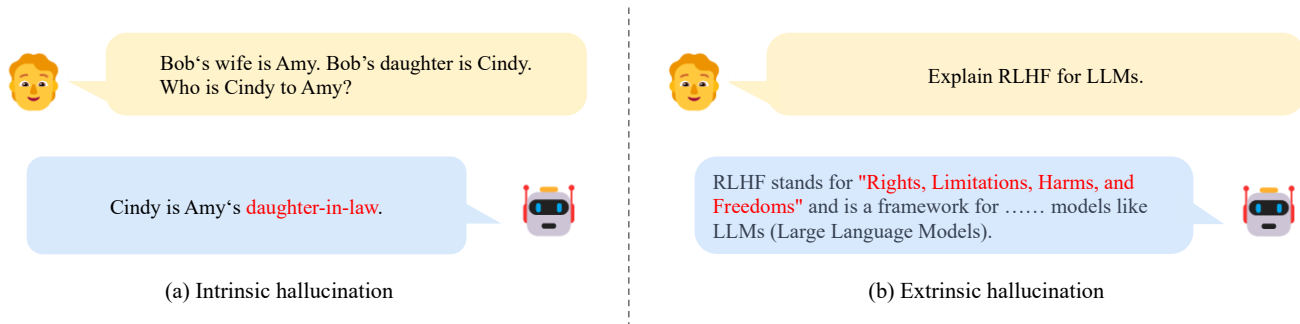 Bob‘s wife is Amy. Bob’s daughter is Cindy.
Who is Cindy to Amy?
Cindy is Amy‘s daughter-in-law.
(a) Intrinsic hallucination
Explain RLHF for LLMs.
RLHF stands for "Rights, Limitations, Harms, and
Freedoms" and is a framework for …… models like
LLMs (Large Language Models).
(b) Extrinsic hallucination